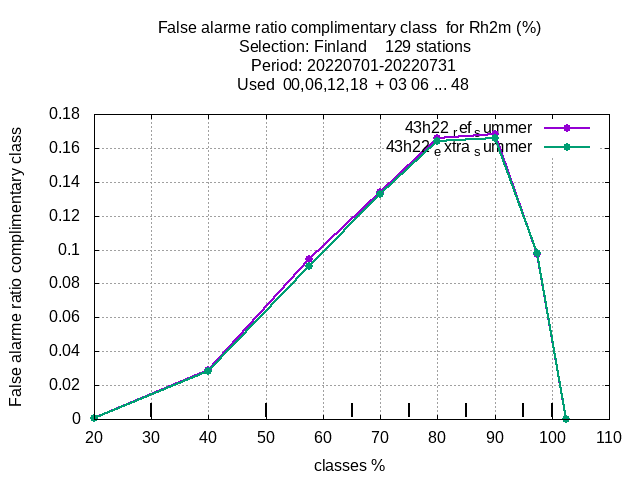 False alarme ratio complimentary class for Rh2m (%)
Selection: Finland 129 stations
Period: 20220701-20220731
Used 00,06,12,18 + 03 06 ... 48
43h22_ref_summer
43h22_extra_summer
False alarme ratio complimentary class
0.18
0.16
0.14
0.12
0.1
0.08
0.06
0.04
0.02
0
20 30 40 50 60 70 80 90 100 110
classes %